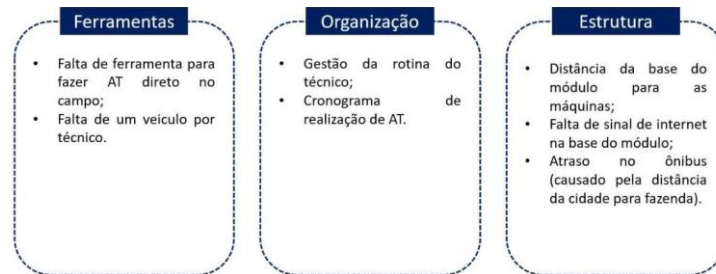 Ferramentas
• Falta de ferramenta para
fazer AT direto no
campo;
• Falta de um veiculo por
técnico.
Organização
• Gestão da rotina do
técnico;
• Cronograma de
realização de AT.
Estrutura
• Distância da base do
módulo para as
máquinas;
• Falta de sinal de internet
na base do módulo;
• Atraso no ônibus
(causado pela distância
da cidade para fazenda).